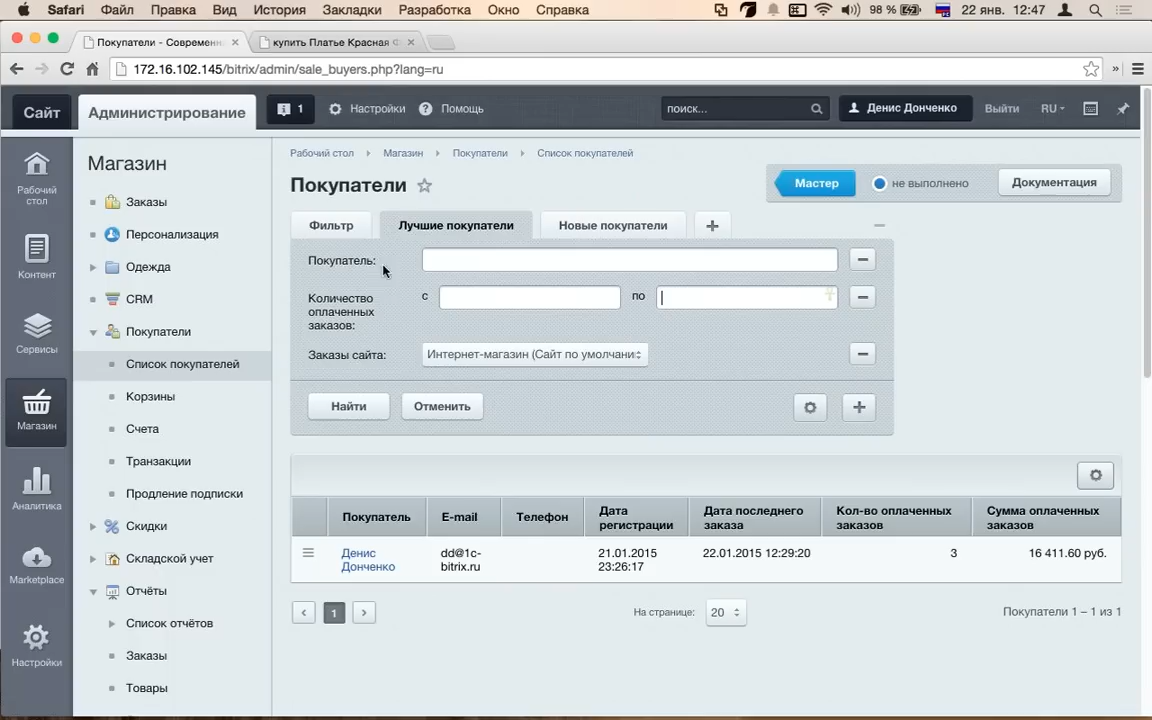 Safari Файл Правка Вид История Закладки Разработка Окно Справка 98 % 22 янв. 12:47
Покупатели - Современн купить Платье Красная Ф
172.16.102.145/bitrix/admin/sale_buyers.php?lang=ru
Сайт Администрирование 1 Настройки Помощь поиск... Денис Донченко Выйти RU
Рабочий стол Магазин Покупатели Список покупателей
Магазин
Покупатели
Мастер не выполнено Документация
Рабочий
стол
Контент
Сервисы
Магазин
Аналитика
Marketplace
Настройки
Заказы
Персонализация
Одежда
CRM
Покупатели
Список покупателей
Корзины
Счета
Транзакции
Продление подписки
Скидки
Складской учет
Отчёты
Список отчётов
Заказы
Товары
Фильтр Лучшие покупатели Новые покупатели
Покупатель:
Количество
оплаченных
заказов:
с по
Заказы сайта: Интернет-магазин (Сайт по умолчани
Найти Отменить
Покупатель E-mail Телефон Дата
регистрации Дата последнего
заказа Кол-во оплаченных
заказов Сумма оплаченных
заказов
Денис
Донченко dd@1c-
bitrix.ru 21.01.2015
23:26:17 22.01.2015 12:29:20 3 16 411.60 руб.
1 На странице: 20 Покупатели 1 – 1 из 1